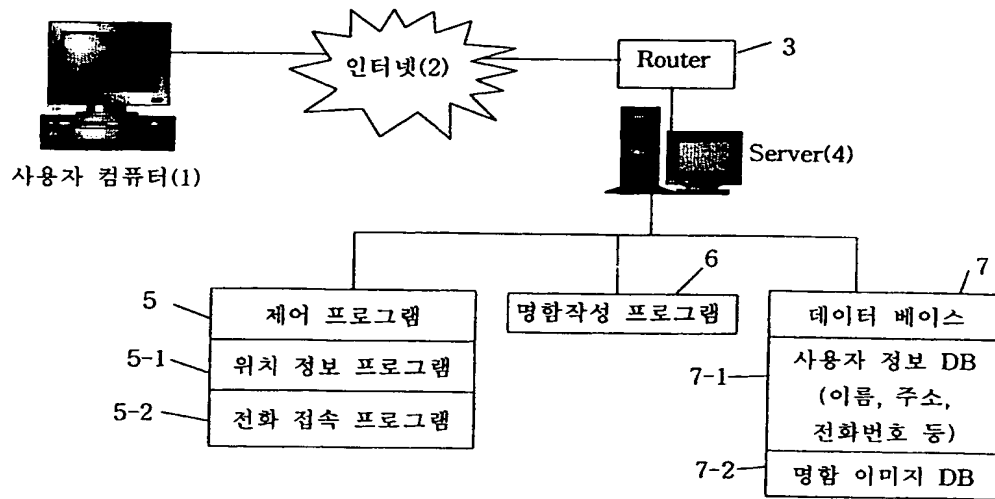 인터넷(2)
Router
3
사용자 컴퓨터(1)
Server(4)
5
제어 프로그램
5-1
위치 정보 프로그램
5-2
전화 접속 프로그램
6
명함작성 프로그램
7
데이터 베이스
7-1
사용자 정보 DB
(이름, 주소,
전화번호 등)
7-2
명함 이미지 DB